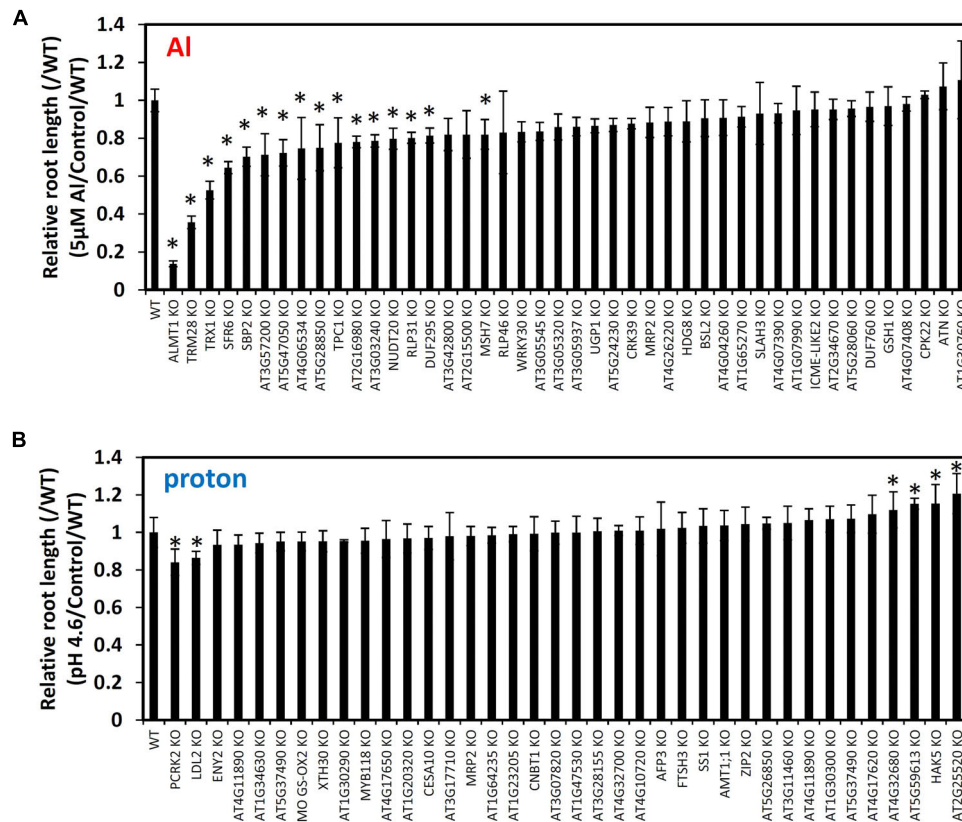 A
Al
Relative root length (/WT)
(5μM Al/Control/WT)
1.4
1.2
1
0.8
0.6
0.4
0.2
0
* * * * * * * * * * * * * * * *
WT
ALMT1 KO
TRM28 KO
TRX1 KO
SFR6 KO
SBP2 KO
AT3G57200 KO
AT5G47050 KO
AT4G06534 KO
AT5G28850 KO
TPC1 KO
AT2G16980 KO
AT3G03240 KO
NUDT20 KO
RLP31 KO
DUF295 KO
AT3G42800 KO
AT2G15500 KO
MSH7 KO
RLP46 KO
WRKY30 KO
AT3G05545 KO
AT3G05320 KO
AT3G05937 KO
UGP1 KO
AT5G24230 KO
CRK39 KO
MRP2 KO
AT4G26220 KO
HDG8 KO
BSL2 KO
AT4G04260 KO
AT1G65270 KO
SLAH3 KO
AT4G07390 KO
AT1G07990 KO
ICME-LIKE2 KO
AT2G34670 KO
AT5G28060 KO
DUF760 KO
GSH1 KO
AT4G07408 KO
CPK22 KO
ATN KO
AT1G30760 KO
B
proton
Relative root length (/WT)
(pH 4.6/Control/WT)
1.4
1.2
1
0.8
0.6
0.4
0.2
0
* * * * * *
WT
PCRK2 KO
LDL2 KO
ENY2 KO
AT4G11890 KO
AT1G34630 KO
AT5G37490 KO
MO GS-OX2 KO
XTH30 KO
AT1G30290 KO
MYB118 KO
AT4G17650 KO
AT1G20320 KO
CESA10 KO
AT3G17710 KO
MRP2 KO
AT1G64235 KO
AT1G23205 KO
CNBT1 KO
AT3G07820 KO
AT1G47530 KO
AT3G28155 KO
AT4G32700 KO
AT4G10720 KO
AFP3 KO
FTSH3 KO
SS1 KO
AMT1;1 KO
ZIP2 KO
AT5G26850 KO
AT3G11460 KO
AT4G11890 KO
AT1G30300 KO
AT5G37490 KO
AT4G17620 KO
AT4G32680 KO
AT5G59613 KO
HAK5 KO
AT2G25520 KO